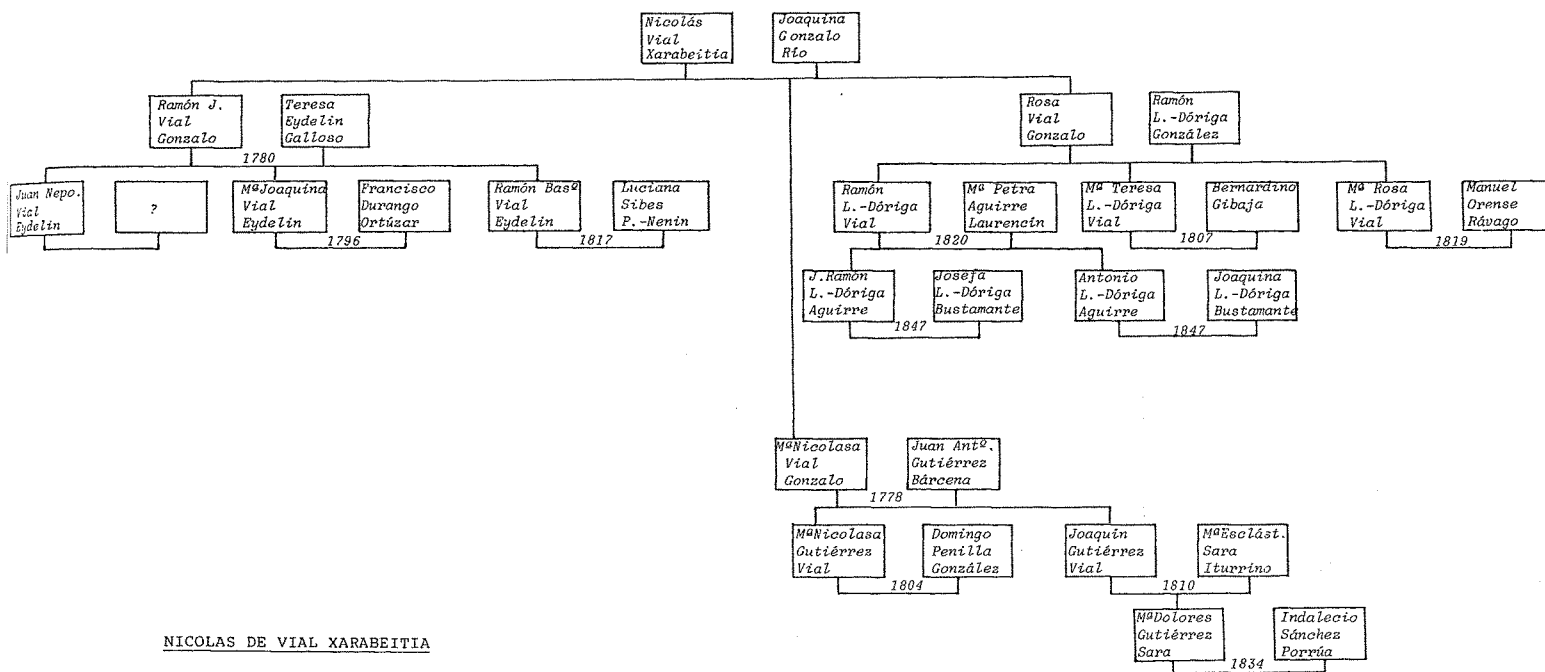 Nicolás
Vial
Xarabeitia
Joaquina
Gonzalo
Río
Ramón J.
Vial
Gonzalo
Teresa
Eydelin
Galloso
1780
Rosa
Vial
Gonzalo
Ramón
L.-Dóriga
González
Juan Nepo.
Vial
Eydelin
?
MªJoaquina
Vial
Eydelin
Francisco
Durango
Ortúzar
1796
Ramón Basº
Vial
Eydelin
Luciana
Sibes
P.-Nenin
1817
Ramón
L.-Dóriga
Vial
Mª Petra
Aguirre
Laurencín
1820
Mª Teresa
L.-Dóriga
Vial
Bernardino
Gibaja
1807
Mª Rosa
L.-Dóriga
Vial
Manuel
Orense
Rávago
1819
J.Ramón
L.-Dóriga
Aguirre
Josefa
L.-Dóriga
Bustamante
1847
Antonio
L.-Dóriga
Aguirre
Joaquina
L.-Dóriga
Bustamante
1847
MªNicolasa
Vial
Gonzalo
Juan Antº.
Gutiérrez
Bárcena
1778
MªNicolasa
Gutiérrez
Vial
Domingo
Penilla
González
1804
Joaquín
Gutiérrez
Vial
MªEsclást.
Sara
Iturrino
1810
MªDolores
Gutiérrez
Sara
Indalecio
Sánchez
Porrúa
1834
NICOLAS DE VIAL XARABEITIA